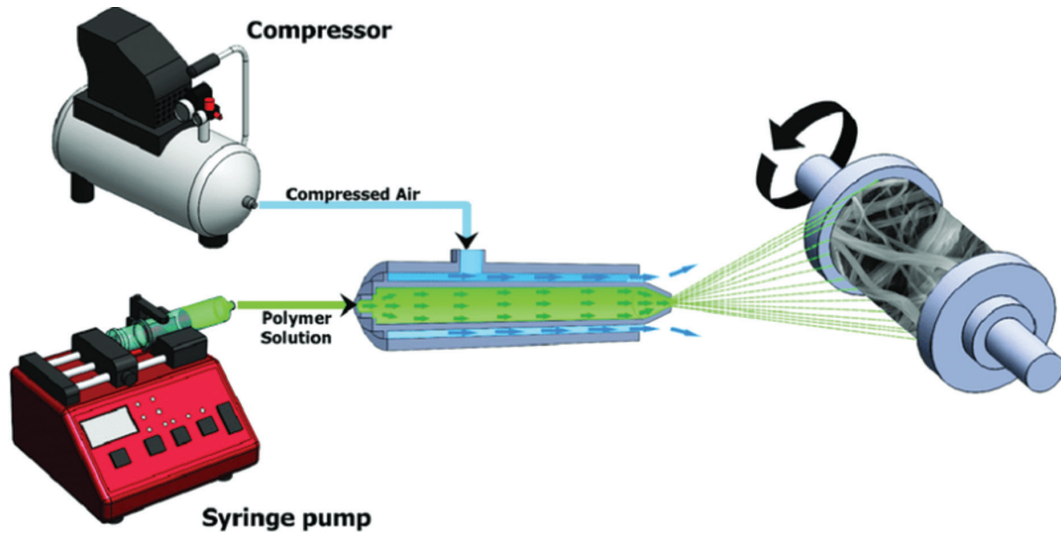 Compressor
Compressed Air
Polymer
Solution
Syringe pump